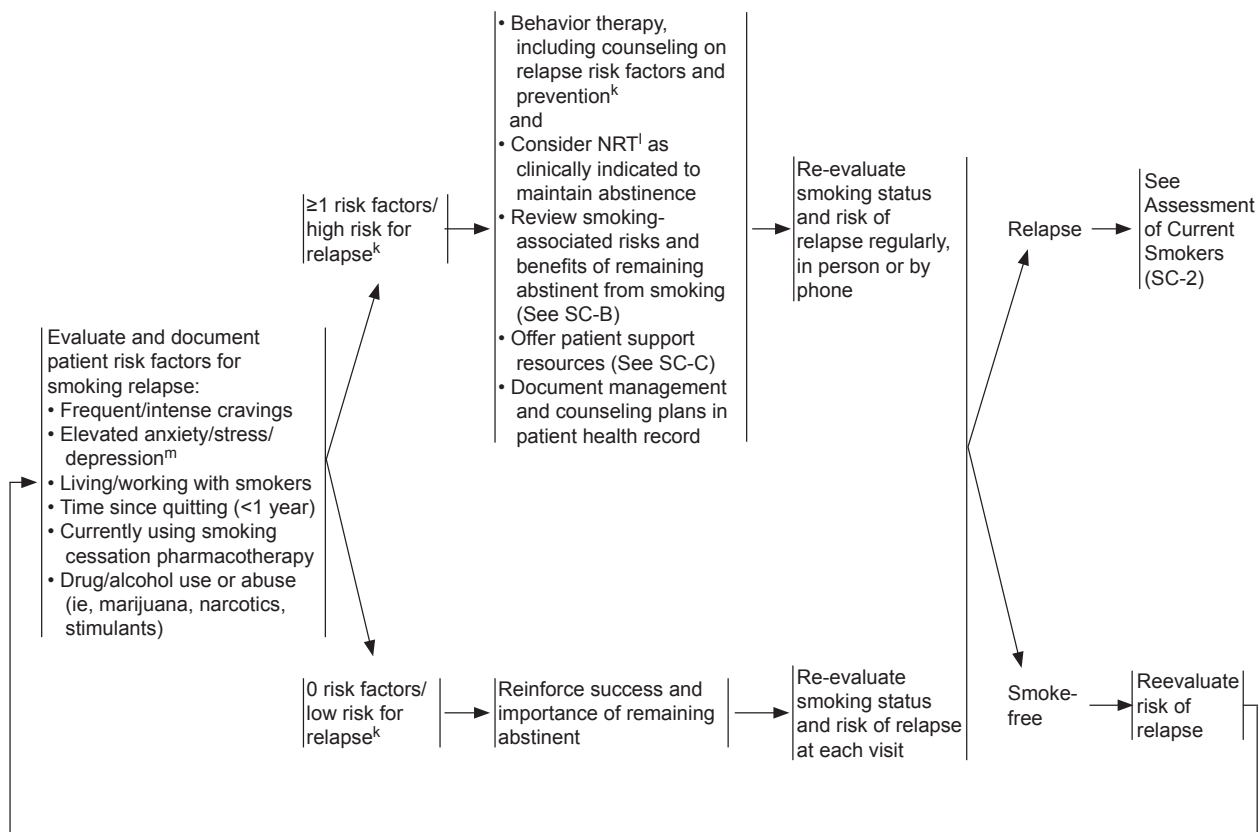 Evaluate and document
patient risk factors for
smoking relapse:
• Frequent/intense cravings
• Elevated anxiety/stress/
depressionᵐ
• Living/working with smokers
• Time since quitting (<1 year)
• Currently using smoking
cessation pharmacotherapy
• Drug/alcohol use or abuse
(ie, marijuana, narcotics,
stimulants)
≥1 risk factors/
high risk for
relapseᵏ
• Behavior therapy,
including counseling on
relapse risk factors and
preventionᵏ
and
• Consider NRTˡ as
clinically indicated to
maintain abstinence
• Review smoking-
associated risks and
benefits of remaining
abstinent from smoking
(See SC-B)
• Offer patient support
resources (See SC-C)
• Document management
and counseling plans in
patient health record
Re-evaluate
smoking status
and risk of
relapse regularly,
in person or by
phone
0 risk factors/
low risk for
relapseᵏ
Reinforce success and
importance of remaining
abstinent
Re-evaluate
smoking status
and risk of relapse
at each visit
Relapse
See
Assessment
of Current
Smokers
(SC-2)
Smoke-
free
Reevaluate
risk of
relapse